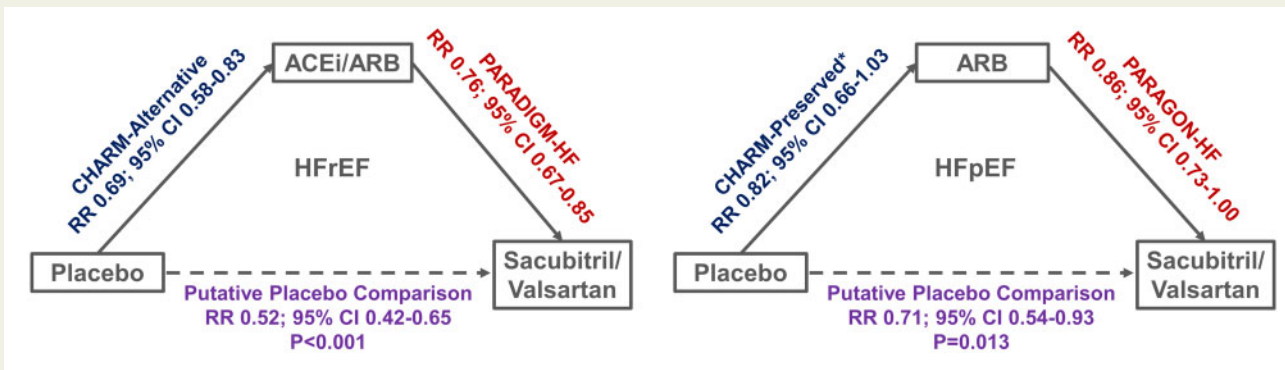 CHARM-Alternative
RR 0.69; 95% CI 0.58-0.83
ACEi/ARB
PARADIGM-HF
RR 0.76; 95% CI 0.67-0.85
HFrEF
Placebo
Sacubitril/
Valsartan
Putative Placebo Comparison
RR 0.52; 95% CI 0.42-0.65
P<0.001
CHARM-Preserved*
RR 0.82; 95% CI 0.66-1.03
ARB
PARAGON-HF
RR 0.86; 95% CI 0.73-1.00
HFpEF
Placebo
Sacubitril/
Valsartan
Putative Placebo Comparison
RR 0.71; 95% CI 0.54-0.93
P=0.013